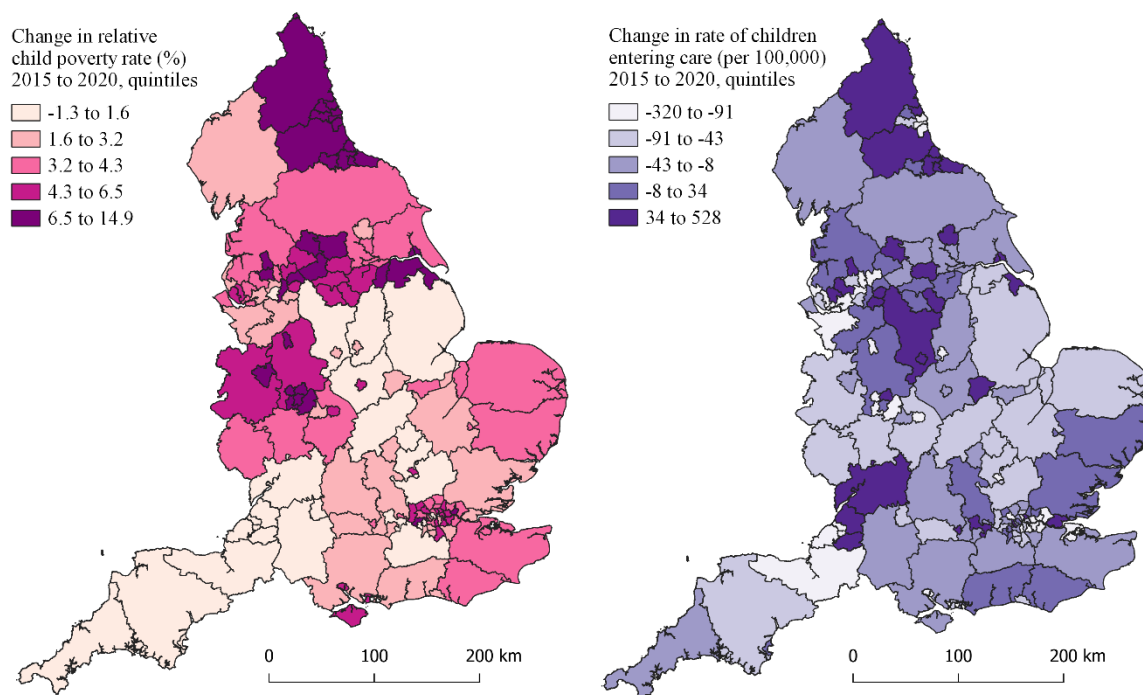 Change in relative
child poverty rate (%)
2015 to 2020, quintiles
-1.3 to 1.6
1.6 to 3.2
3.2 to 4.3
4.3 to 6.5
6.5 to 14.9
0 100 200 km
Change in rate of children
entering care (per 100,000)
2015 to 2020, quintiles
-320 to -91
-91 to -43
-43 to -8
-8 to 34
34 to 528
0 100 200 km